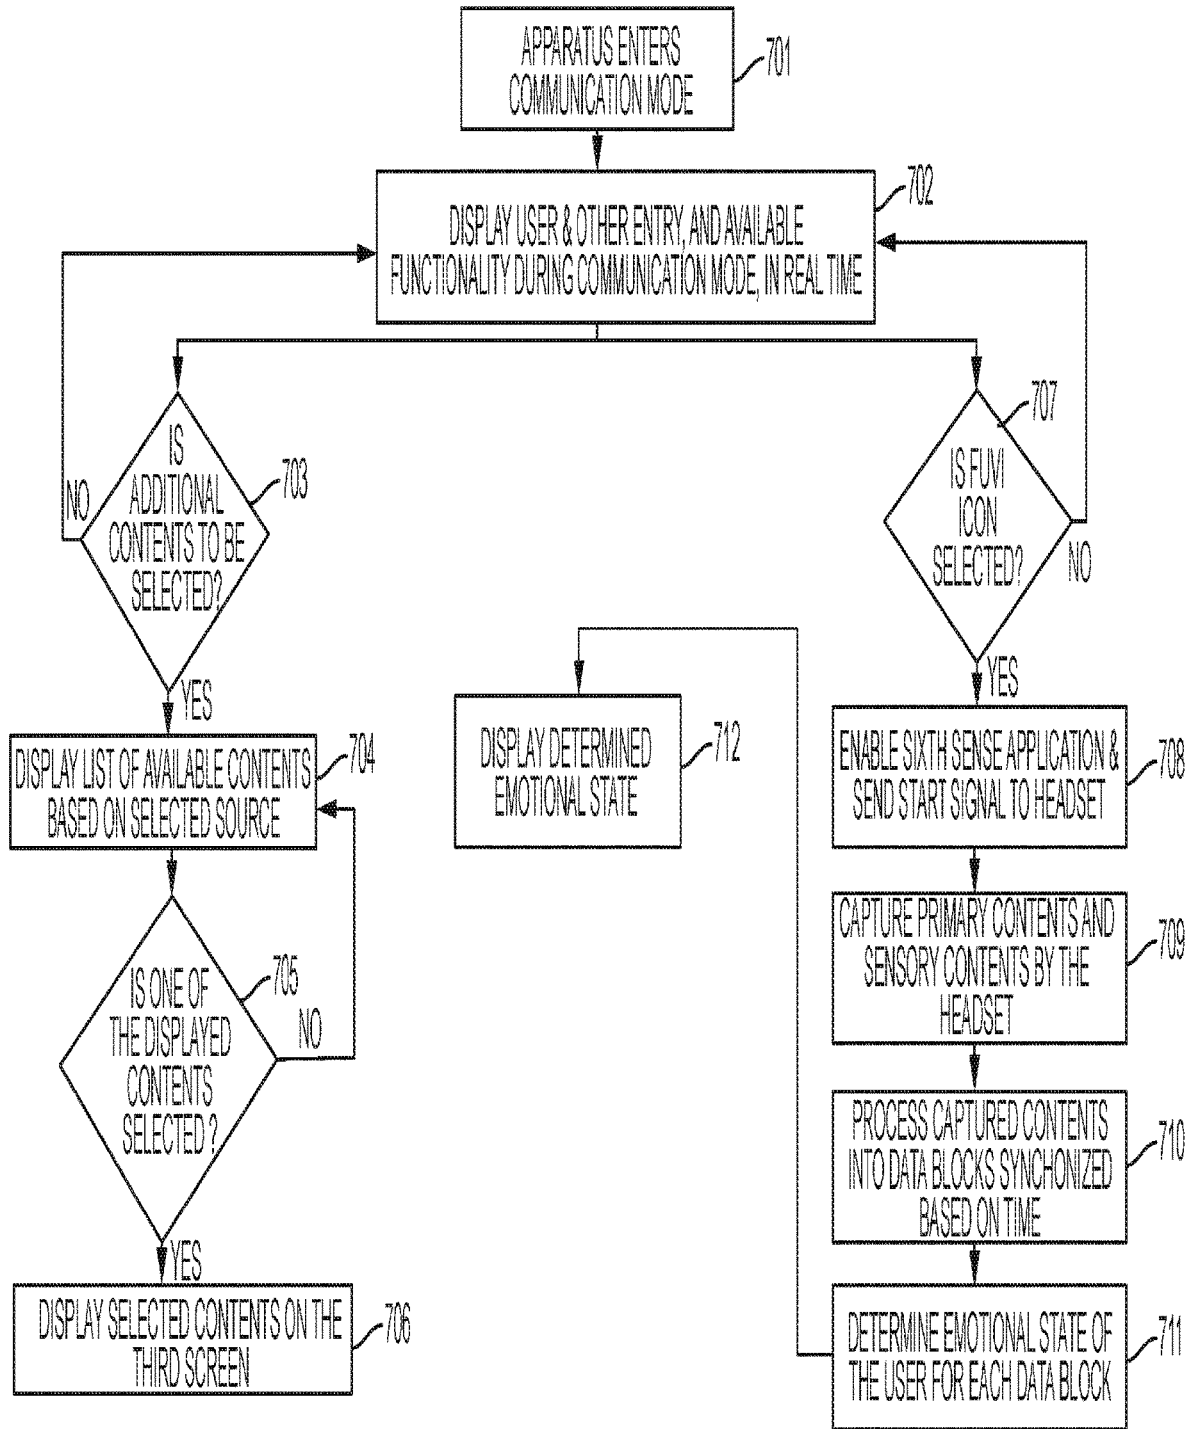 APPARATUS ENTERS
COMMUNICATION MODE
701
DISPLAY USER & OTHER ENTRY, AND AVAILABLE
FUNCTIONALITY DURING COMMUNICATION MODE, IN REAL TIME
702
IS
ADDITIONAL
CONTENTS TO BE
SELECTED?
703
NO
YES
DISPLAY LIST OF AVAILABLE CONTENTS
BASED ON SELECTED SOURCE
704
IS ONE OF
THE DISPLAYED
CONTENTS
SELECTED ?
705
NO
YES
DISPLAY SELECTED CONTENTS ON THE
THIRD SCREEN
706
IS FUVI
ICON
SELECTED?
707
NO
YES
ENABLE SIXTH SENSE APPLICATION &
SEND START SIGNAL TO HEADSET
708
CAPTURE PRIMARY CONTENTS AND
SENSORY CONTENTS BY THE
HEADSET
709
PROCESS CAPTURED CONTENTS
INTO DATA BLOCKS SYNCHONIZED
BASED ON TIME
710
DETERMINE EMOTIONAL STATE OF
THE USER FOR EACH DATA BLOCK
711
DISPLAY DETERMINED
EMOTIONAL STATE
712